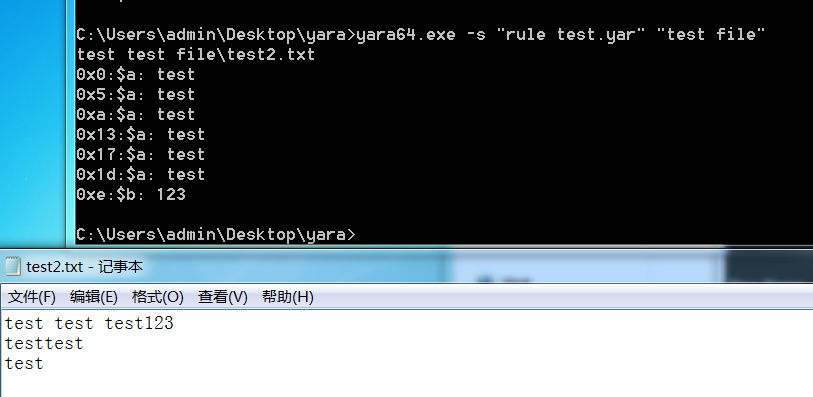 C:\Users\admin\Desktop\yara>yara64.exe -s "rule test.yar" "test file"
test test file\test2.txt
0x0:$a: test
0x5:$a: test
0xa:$a: test
0x13:$a: test
0x17:$a: test
0x1d:$a: test
0xe:$b: 123
C:\Users\admin\Desktop\yara>
test2.txt - 记事本
文件(F) 编辑(E) 格式(O) 查看(V) 帮助(H)
test test test123
testtest
test